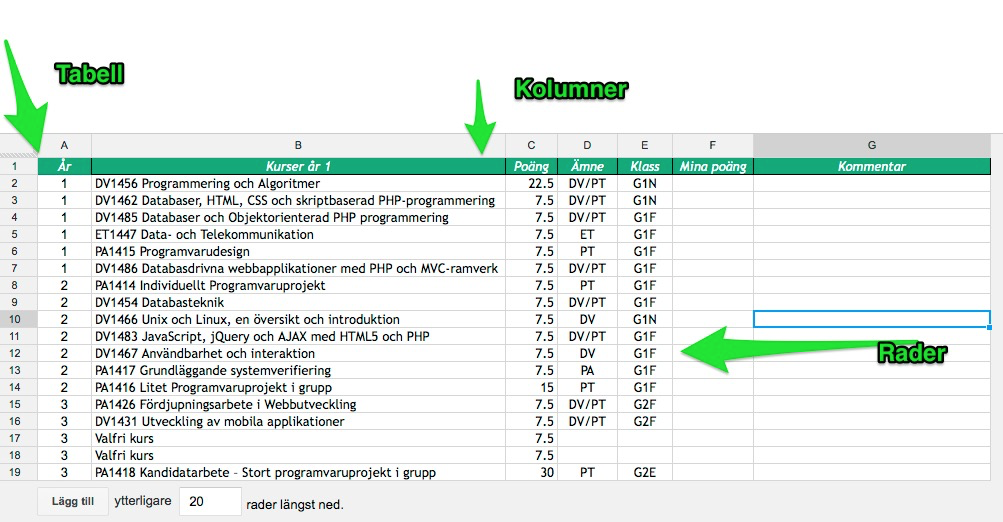 Tabell
Kolumner
A B C D E F G
1 År Kurser år 1 Poäng Ämne Klass Mina poäng Kommentar
2 1 DV1456 Programmering och Algoritmer 22.5 DV/PT G1N
3 1 DV1462 Databaser, HTML, CSS och skriptbaserad PHP-programmering 7.5 DV/PT G1N
4 1 DV1485 Databaser och Objektorienterad PHP programmering 7.5 DV/PT G1F
5 1 ET1447 Data- och Telekommunikation 7.5 ET G1F
6 1 PA1415 Programvarudesign 7.5 PT G1F
7 1 DV1486 Databasdrivna webbapplikationer med PHP och MVC-ramverk 7.5 DV/PT G1F
8 2 PA1414 Individuellt Programvaruprojekt 7.5 PT G1F
9 2 DV1454 Databasteknik 7.5 DV/PT G1F
10 2 DV1466 Unix och Linux, en översikt och introduktion 7.5 DV G1N
11 2 DV1483 JavaScript, jQuery och AJAX med HTML5 och PHP 7.5 DV/PT G1F
12 2 DV1467 Användbarhet och interaktion 7.5 DV G1F
Rader
13 2 PA1417 Grundläggande systemverifiering 7.5 PA G1F
14 2 PA1416 Litet Programvaruprojekt i grupp 15 PT G1F
15 3 PA1426 Fördjupningsarbete i Webbutveckling 7.5 DV/PT G2F
16 3 DV1431 Utveckling av mobila applikationer 7.5 DV/PT G2F
17 3 Valfri kurs 7.5
18 3 Valfri kurs 7.5
19 3 PA1418 Kandidatarbete – Stort programvaruprojekt i grupp 30 PT G2E
Lägg till ytterligare 20 rader längst ned.